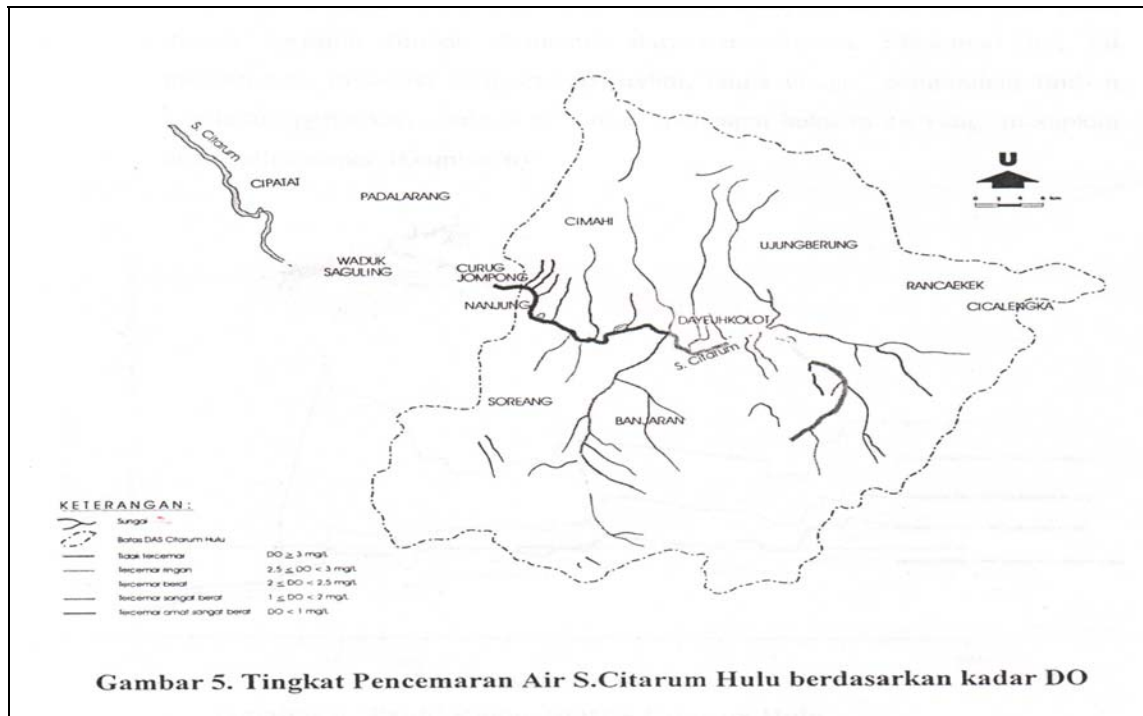 S. Citarum
CIPATAT
PADALARANG
WADUK
SAGULING
CURUG
JOMPONG
NANJUNG
CIMAHI
U
UJUNGBERUNG
RANCAEKEK
CICALENGKA
DAYEUHKOLOT
S. Citarum
SOREANG
BANJARAN
KETERANGAN:
Sungai
Batas DAS Citarum Hulu
Tidak tercemar DO ≥ 3 mg/L
Tercemar ringan 2,5 ≤ DO < 3 mg/L
Tercemar berat 2 ≤ DO < 2,5 mg/L
Tercemar sangat berat 1 ≤ DO < 2 mg/L
Tercemar amat sangat berat DO < 1 mg/L
Gambar 5. Tingkat Pencemaran Air S.Citarum Hulu berdasarkan kadar DO